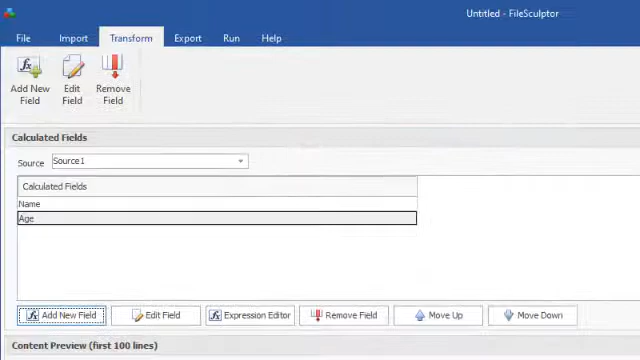 Untitled - FileSculptor
File Import Transform Export Run Help
Add New Field
Edit Field
Remove Field
Calculated Fields
Source Source1
Calculated Fields
Name
Age
Add New Field Edit Field Expression Editor Remove Field Move Up Move Down
Content Preview (first 100 lines)